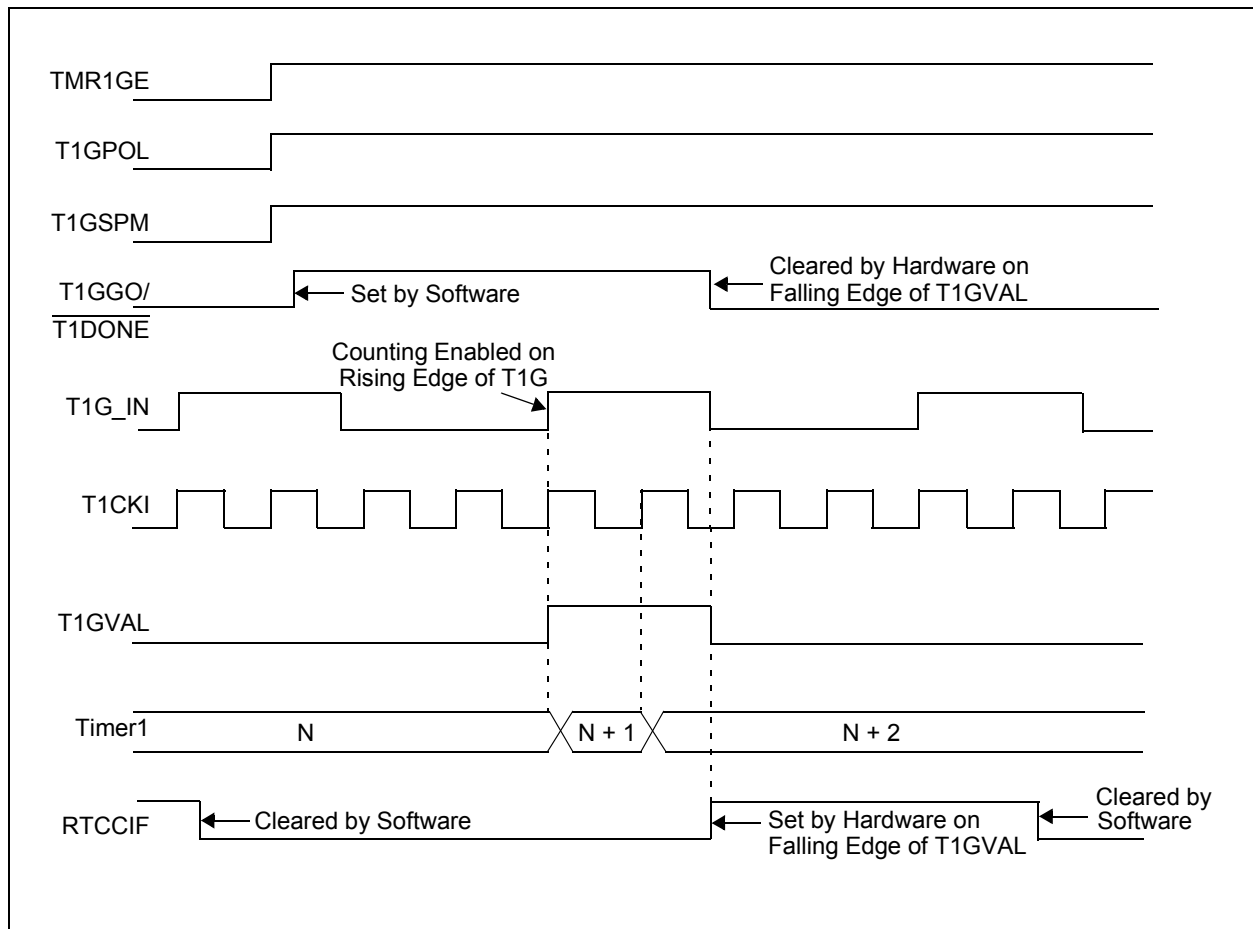 TMR1GE
T1GPOL
T1GSPM
T1GGO/
T1DONE
Set by Software
Cleared by Hardware on
Falling Edge of T1GVAL
Counting Enabled on
Rising Edge of T1G
T1G_IN
T1CKI
T1GVAL
Timer1
N
N + 1
N + 2
RTCCIF
Cleared by Software
Set by Hardware on
Falling Edge of T1GVAL
Cleared by
Software